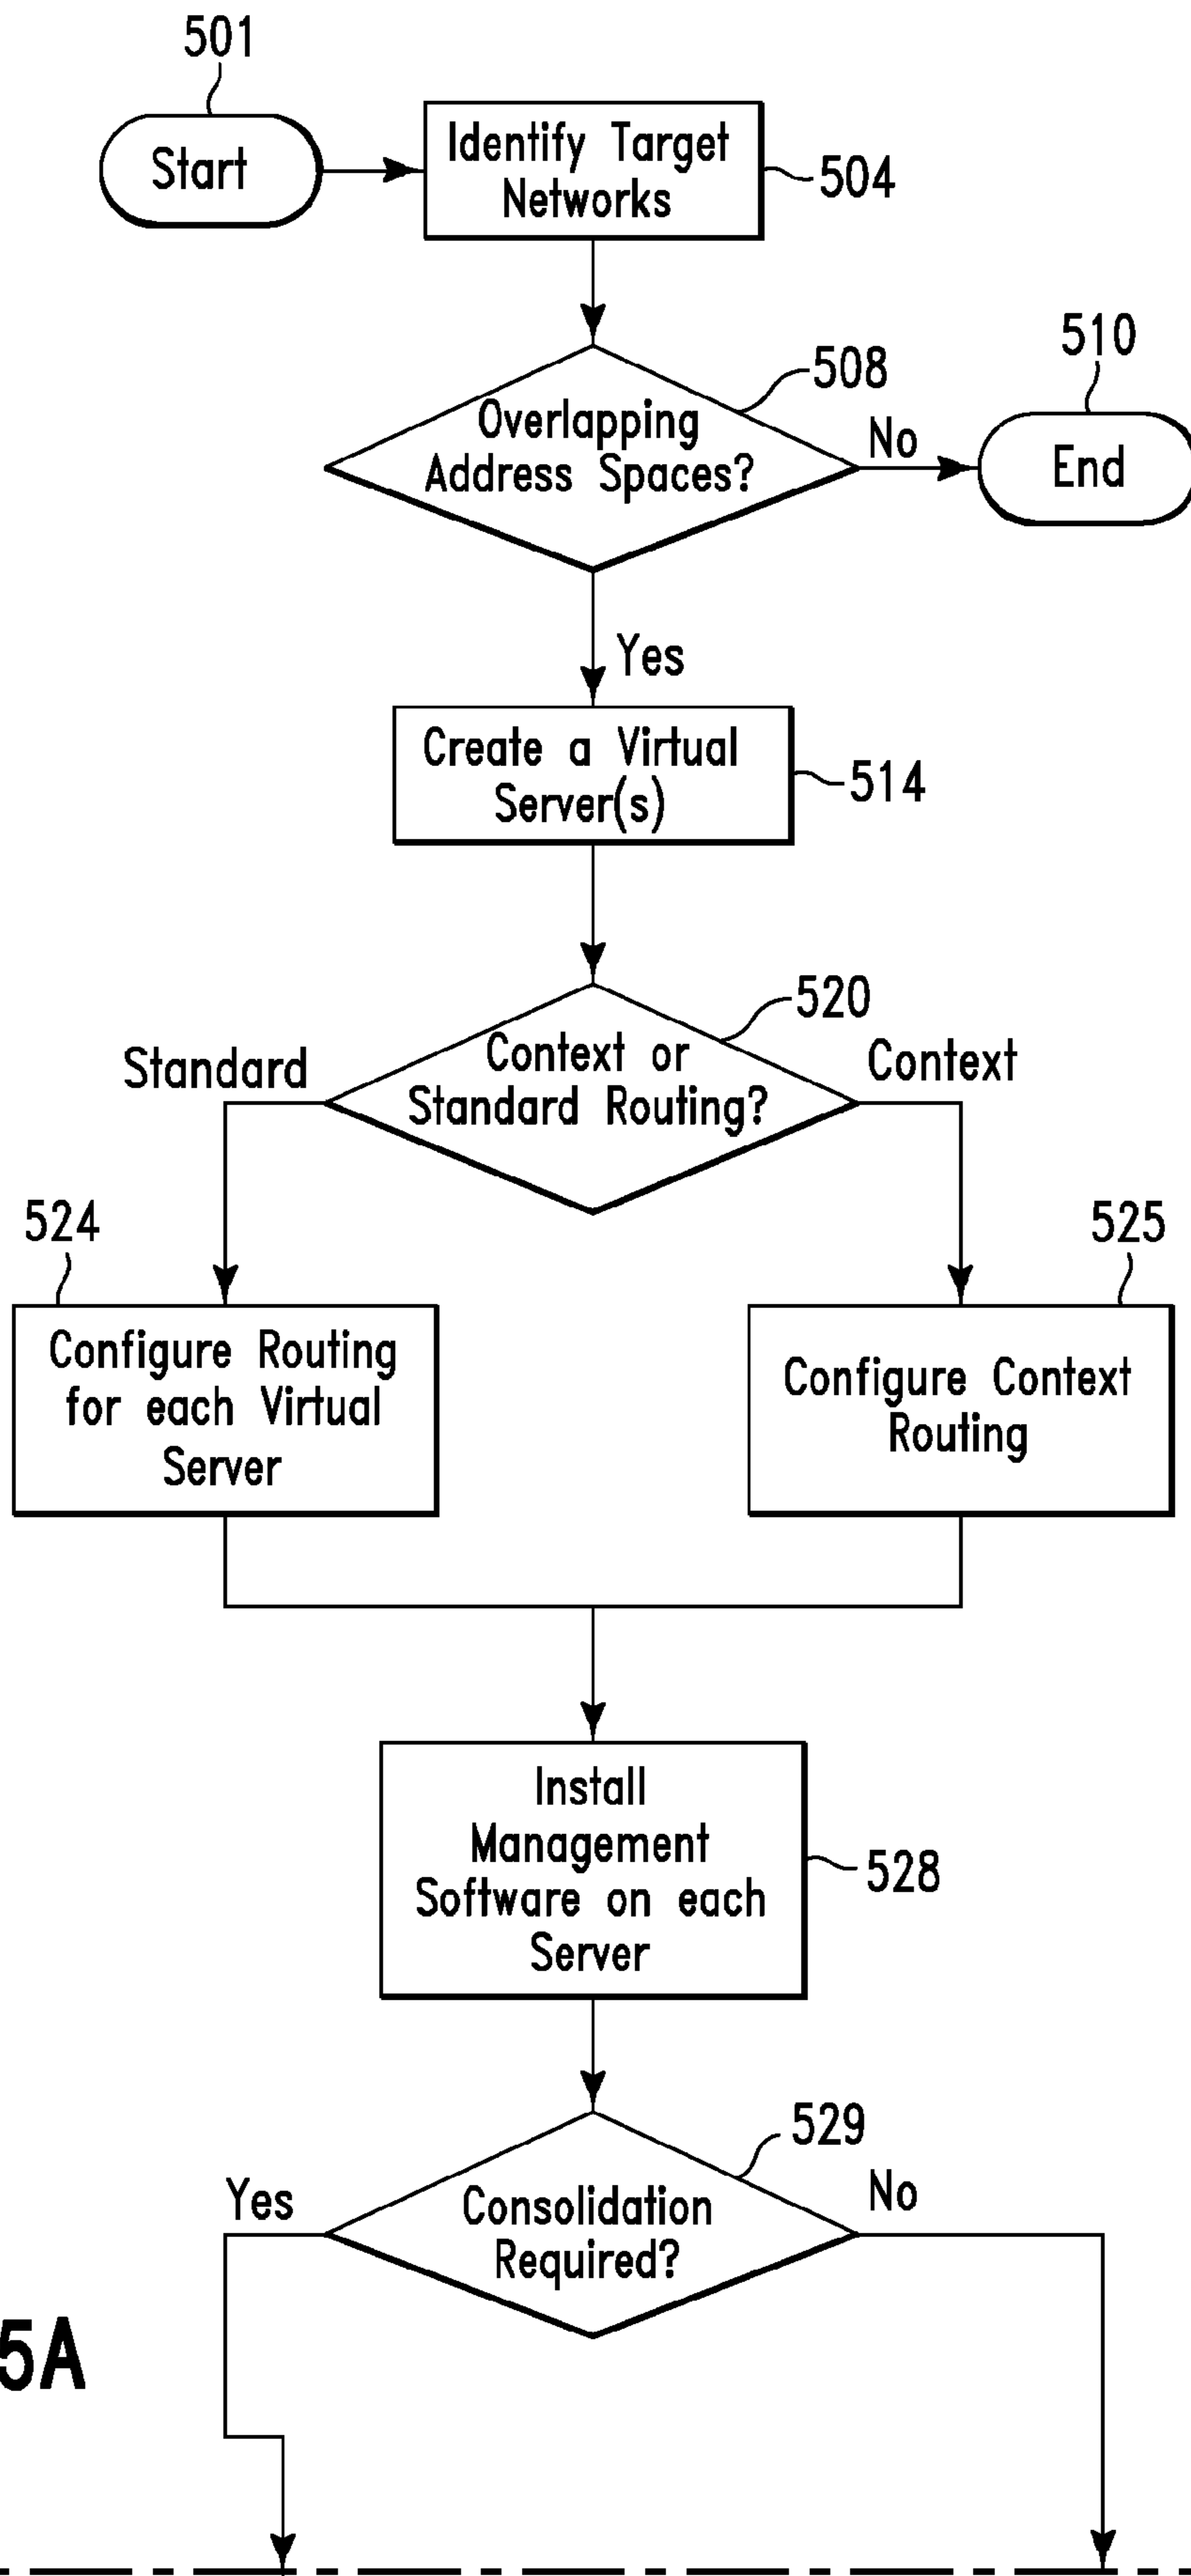 501
Start
Identify Target
Networks
504
510
508
Overlapping
Address Spaces?
No
End
Yes
Create a Virtual
Server(s)
514
520
Context or
Standard Routing?
Standard
Context
524
525
Configure Routing
for each Virtual
Server
Configure Context
Routing
Install
Management
Software on each
Server
528
529
Yes
Consolidation
Required?
No
5A